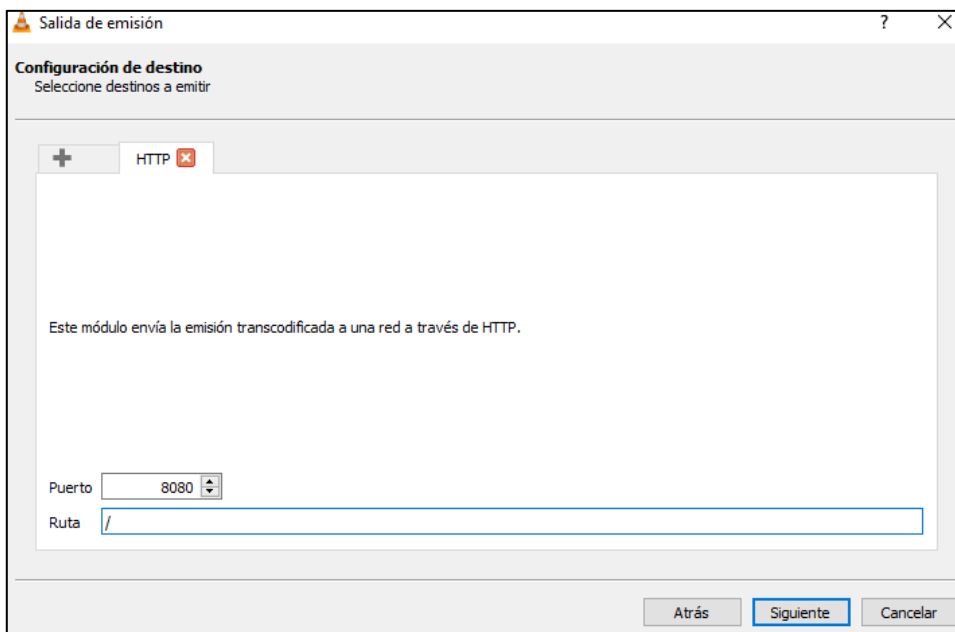 Salida de emisión ?
Configuración de destino
Seleccione destinos a emitir
HTTP
Este módulo envía la emisión transcodificada a una red a través de HTTP.
Puerto 8080
Ruta /
Atrás Siguiente Cancelar